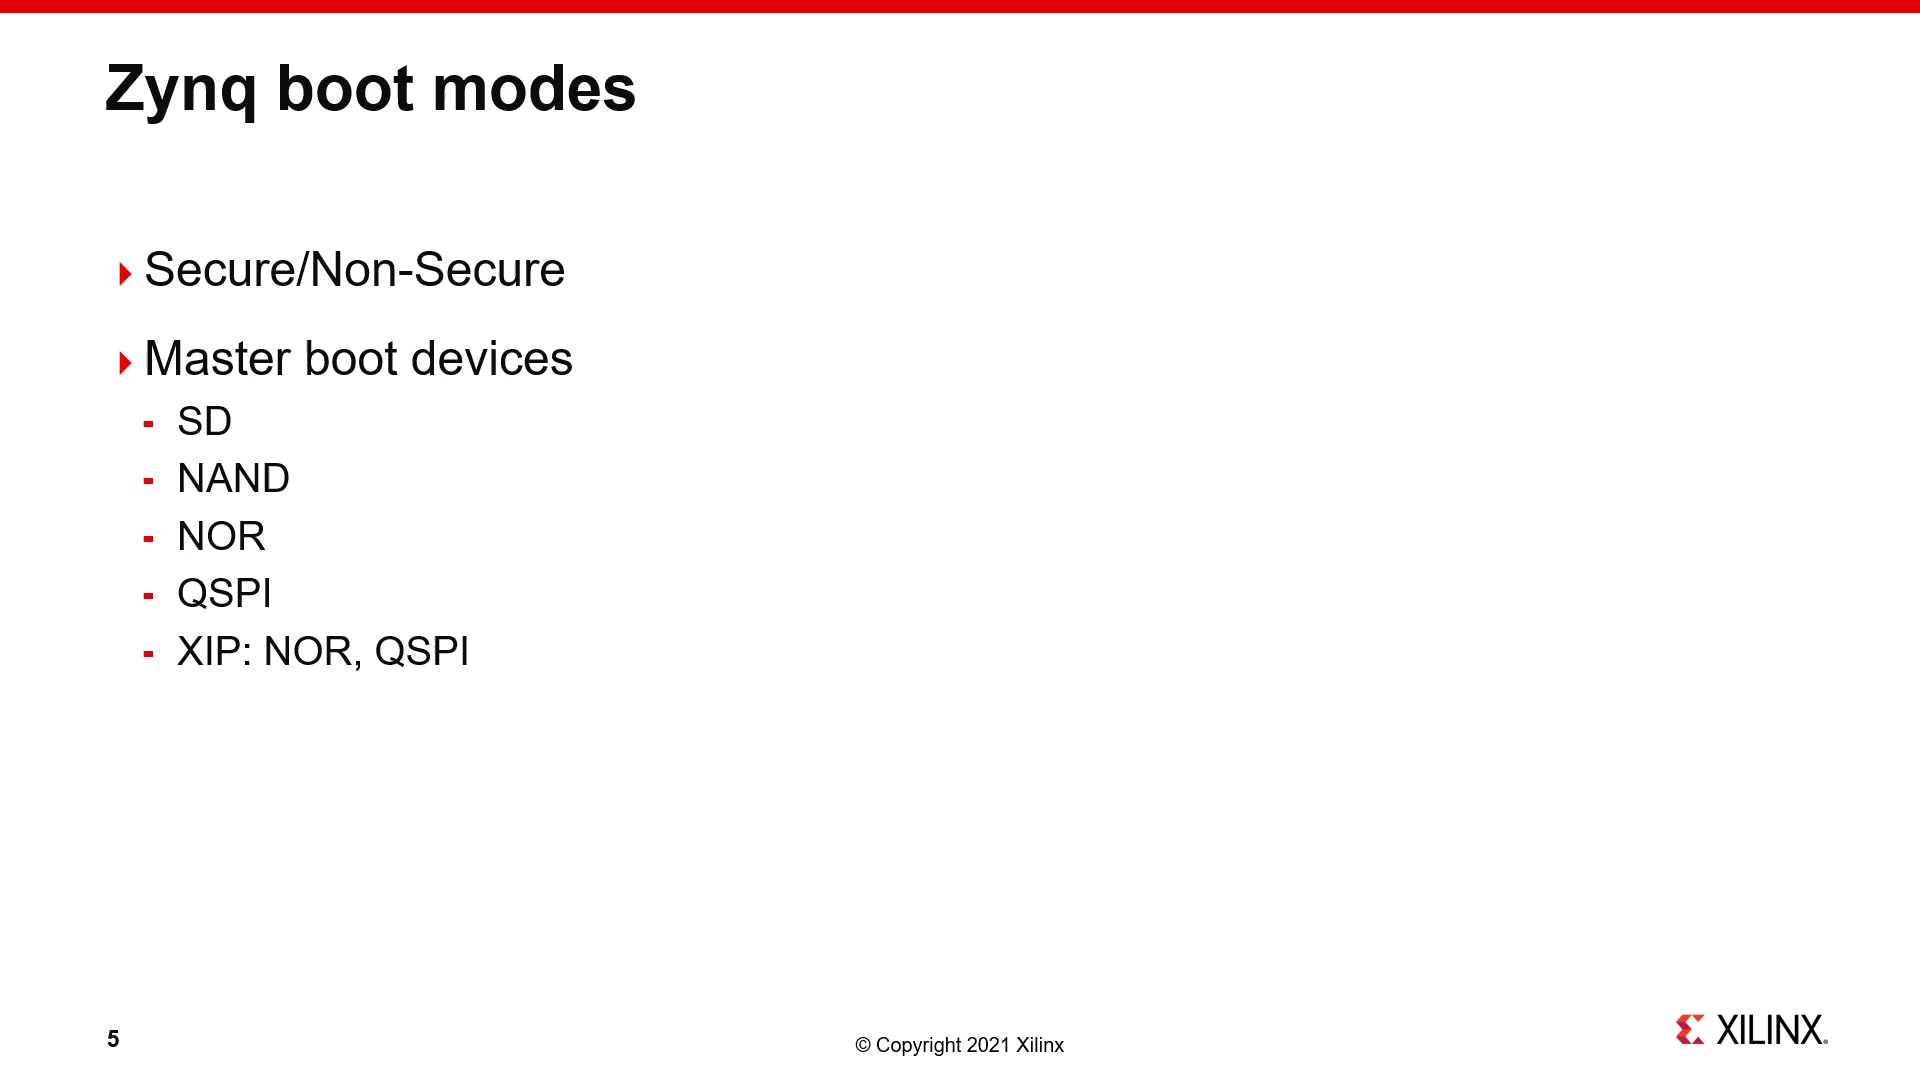 Zynq boot modes
Secure/Non-Secure
Master boot devices
- SD
- NAND
- NOR
- QSPI
- XIP: NOR, QSPI
5
© Copyright 2021 Xilinx
XILINX